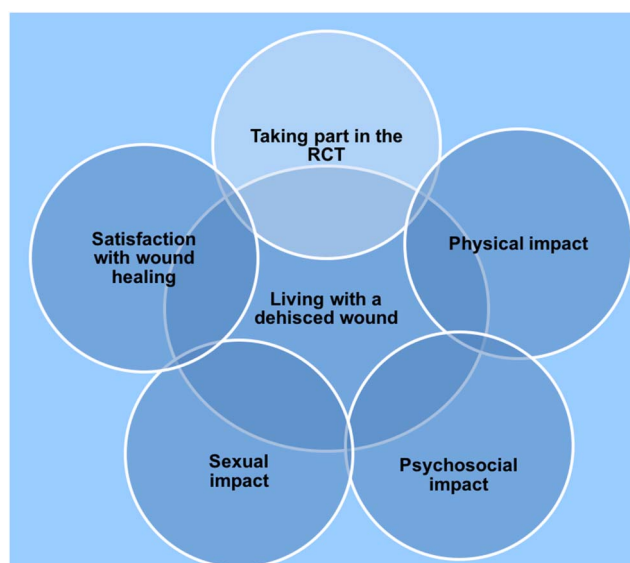 Taking part in the
RCT
Satisfaction
with wound
healing
Physical impact
Living with a
dehisced wound
Sexual
impact
Psychosocial
impact